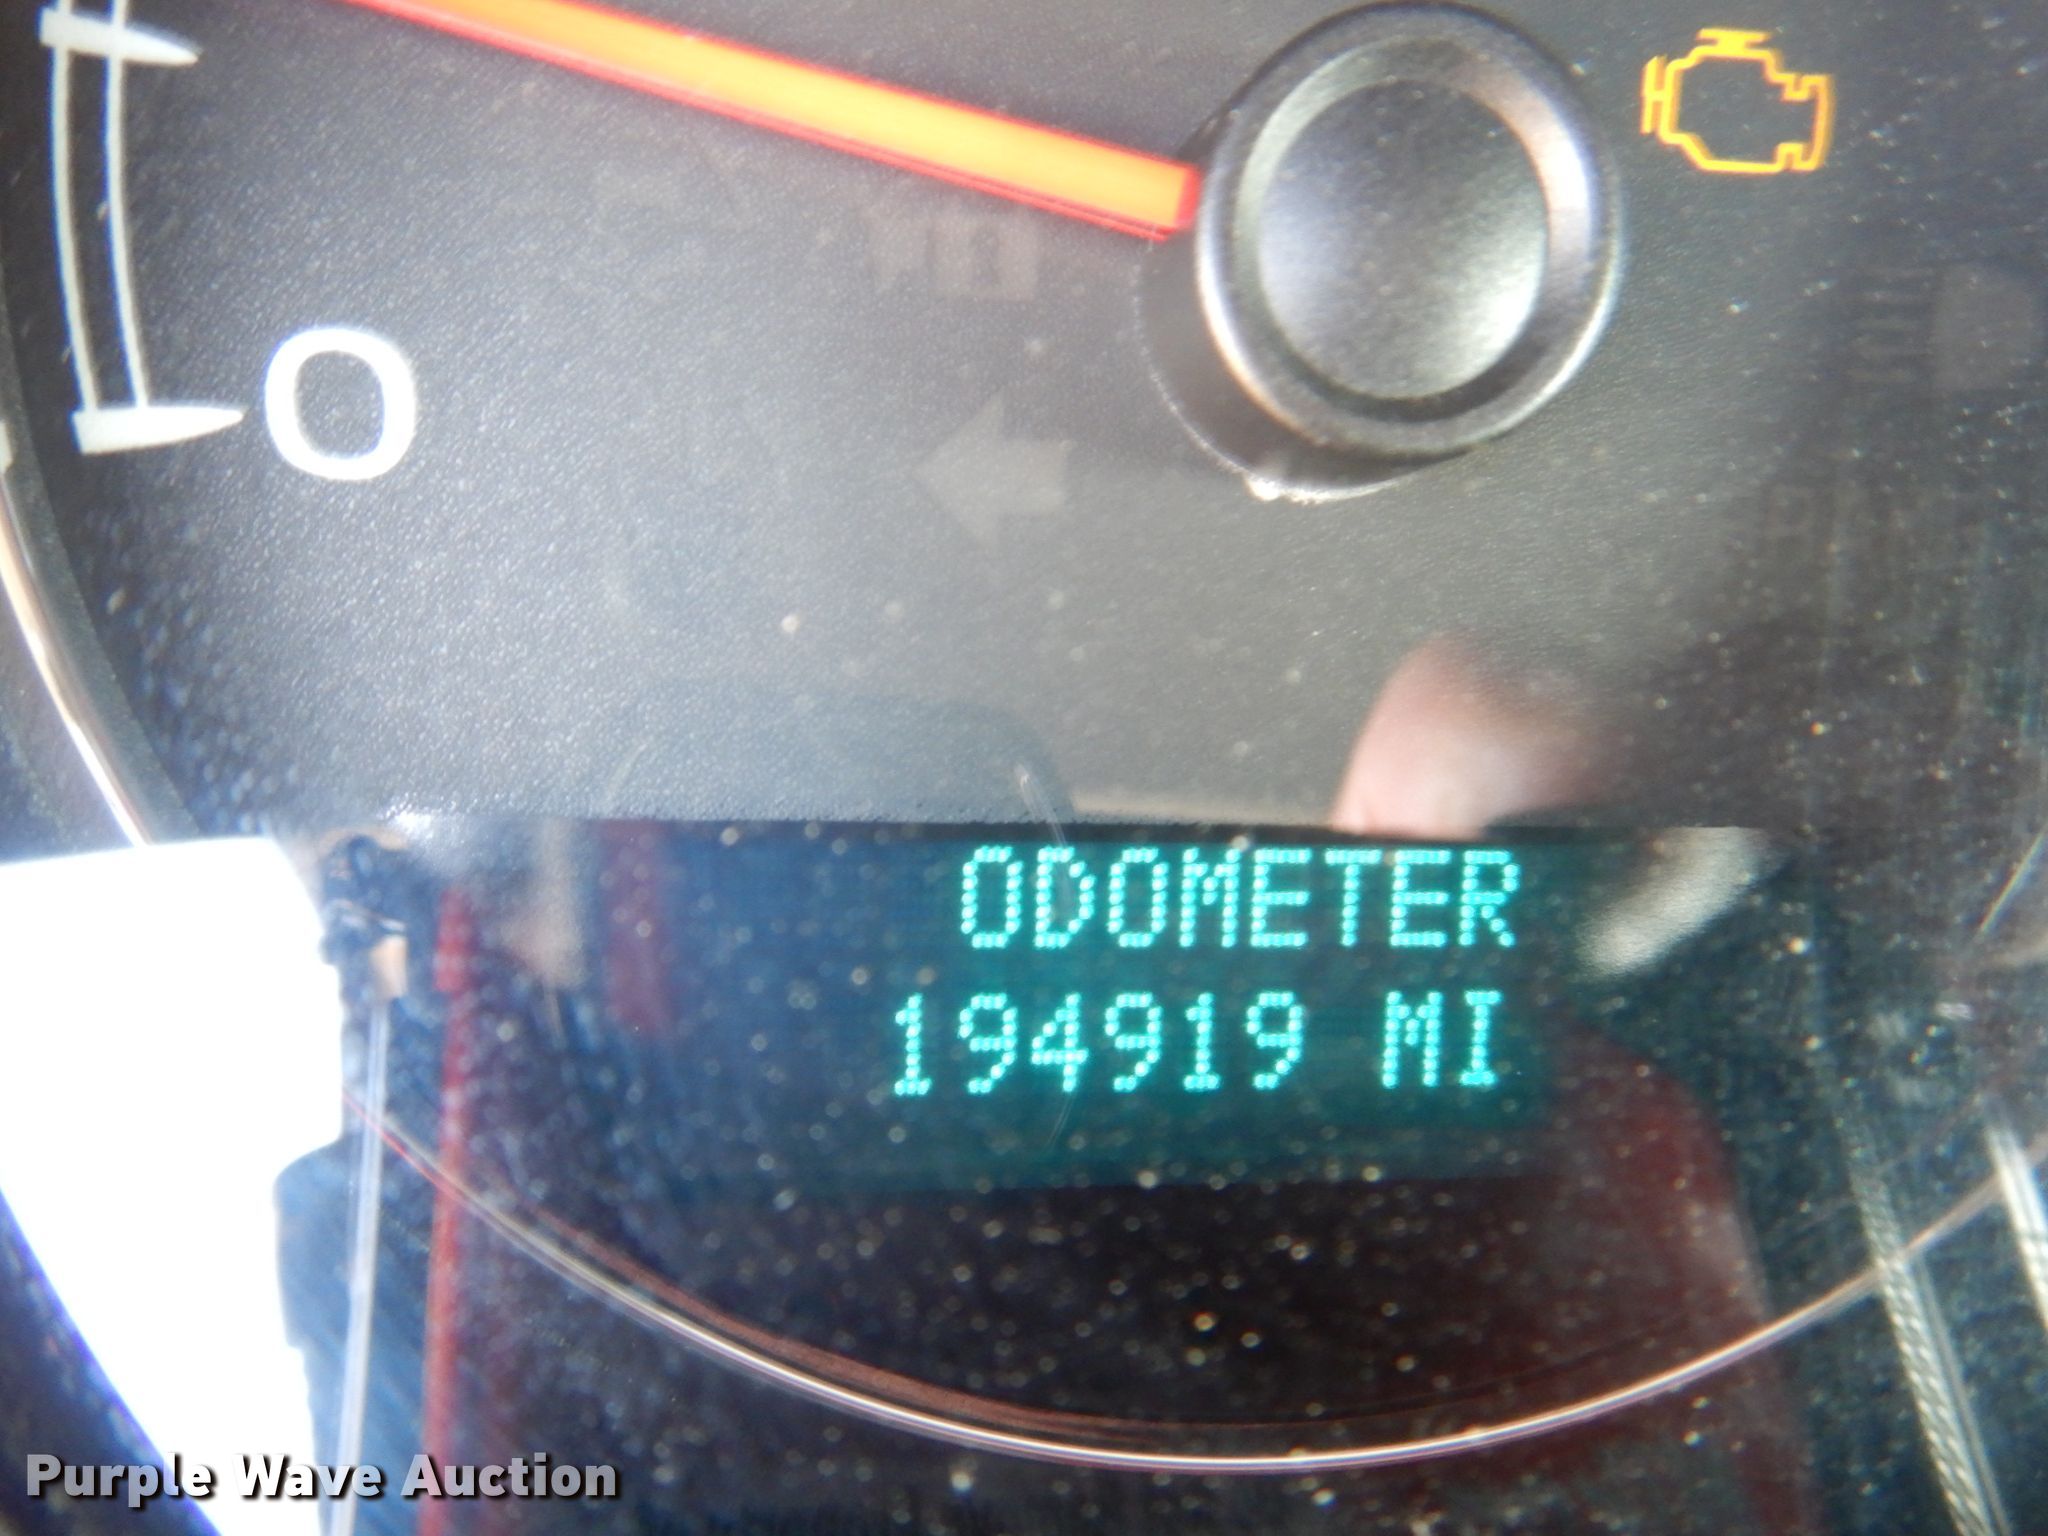 0
ODOMETER
194919 MI
Purple Wave Auction